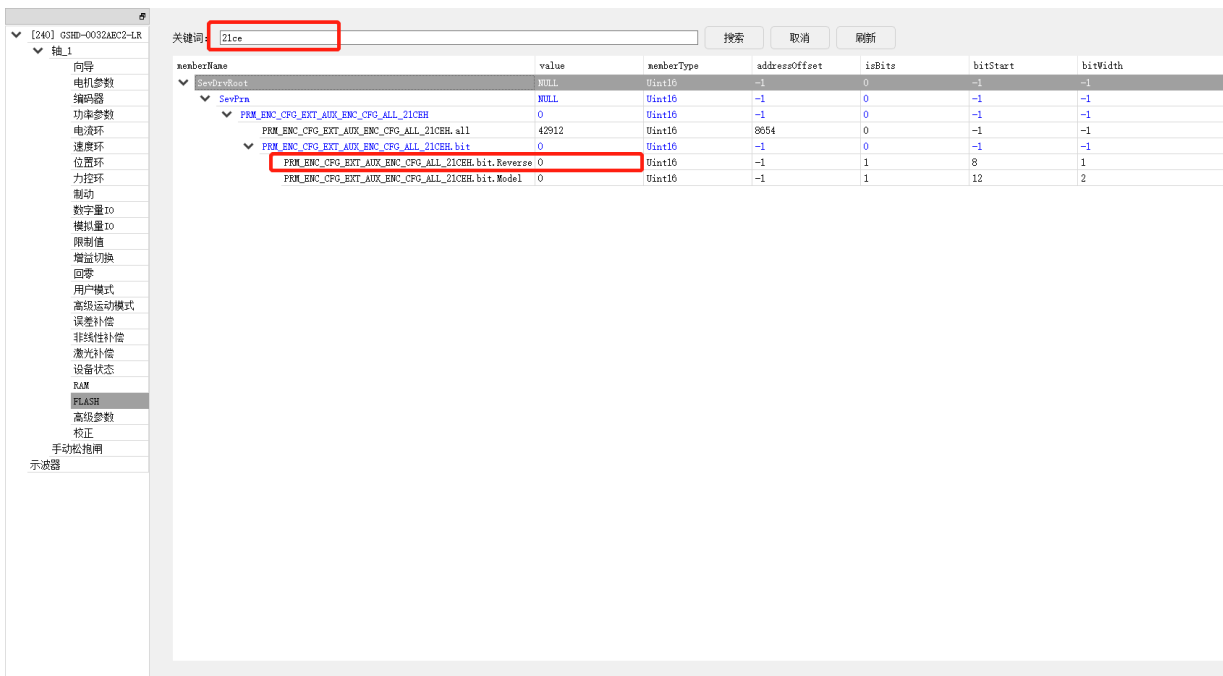 [240] GSHD-0032AEC2-LR
轴_1
向导
电机参数
编码器
功率参数
电流环
速度环
位置环
力控环
制动
数字量IO
模拟量IO
限制值
增益切换
回零
用户模式
高级运动模式
误差补偿
非线性补偿
激光补偿
设备状态
RAM
FLASH
高级参数
校正
手动松抱闸
示波器
关键词: 21ce 搜索 取消 刷新
memberName value memberType addressOffset isBits bitStart bitWidth
SevDrvRoot NULL Uint16 -1 0 -1 -1
SevPrm NULL Uint16 -1 0 -1 -1
PRM_ENC_CFG_EXT_AUX_ENC_CFG_ALL_21CEH 0 Uint16 -1 0 -1 -1
PRM_ENC_CFG_EXT_AUX_ENC_CFG_ALL_21CEH.all 42912 Uint16 8654 0 -1 -1
PRM_ENC_CFG_EXT_AUX_ENC_CFG_ALL_21CEH.bit 0 Uint16 -1 0 -1 -1
PRM_ENC_CFG_EXT_AUX_ENC_CFG_ALL_21CEH.bit.Reverse 0 Uint16 -1 1 8 1
PRM_ENC_CFG_EXT_AUX_ENC_CFG_ALL_21CEH.bit.Model 0 Uint16 -1 1 12 2